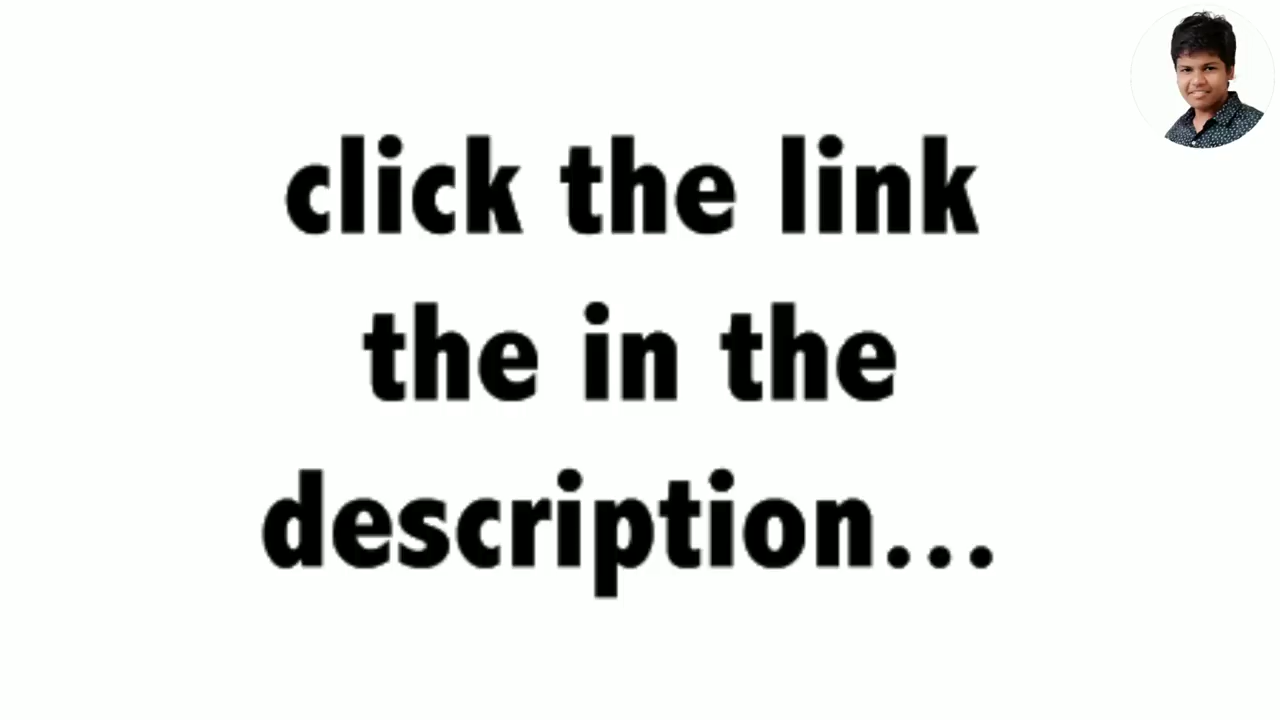 click the link
the in the
description...